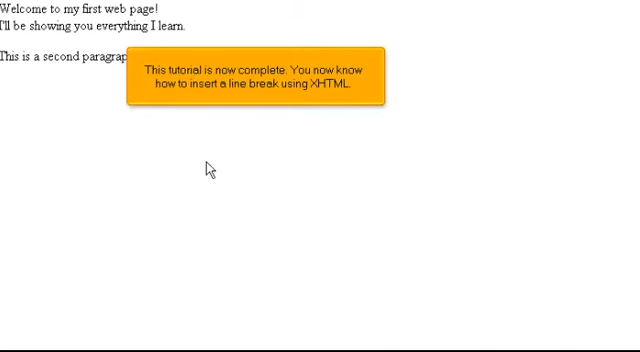 Welcome to my first web page!
I'll be showing you everything I learn.
This is a second paragrap
This tutorial is now complete. You now know
how to insert a line break using XHTML.